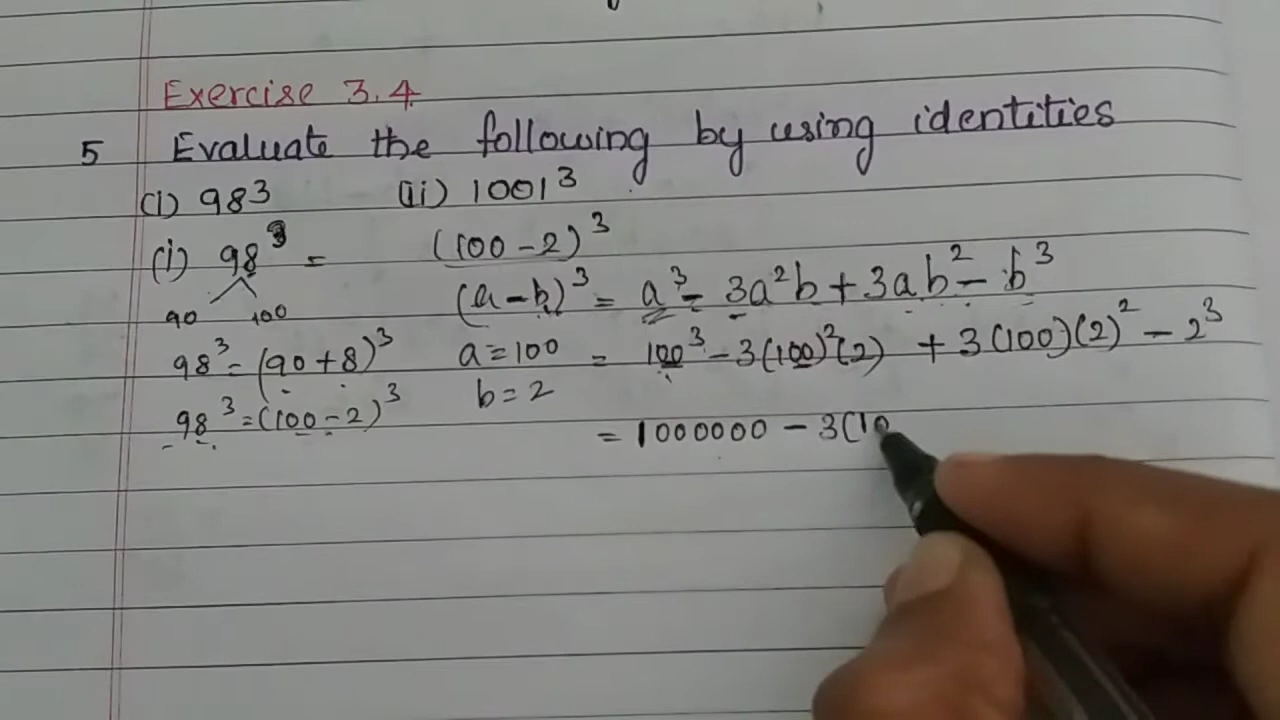 Exercise 3.4
5 Evaluate the following by using identities
(i) 98³ (ii) 1001³
(i) 98³ = (100 - 2)³
90 100 (a - b)³ = a³ - 3a²b + 3ab² - b³
98³ = (90 + 8)³ a = 100 = 100³ - 3(100)²(2) + 3(100)(2)² - 2³
98³ = (100 - 2)³ b = 2
= 1000000 - 3(10